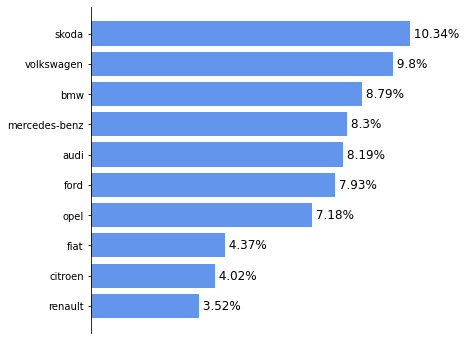 skoda 10.34%
volkswagen 9.8%
bmw 8.79%
mercedes-benz 8.3%
audi 8.19%
ford 7.93%
opel 7.18%
fiat 4.37%
citroen 4.02%
renault 3.52%